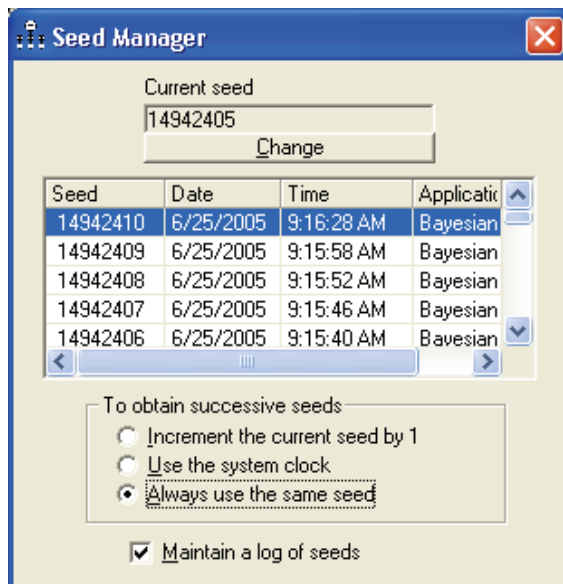 Seed Manager
Current seed
14942405
Change
Seed Date Time Applicatic
14942410 6/25/2005 9:16:28 AM Bayesian
14942409 6/25/2005 9:15:58 AM Bayesian
14942408 6/25/2005 9:15:52 AM Bayesian
14942407 6/25/2005 9:15:46 AM Bayesian
14942406 6/25/2005 9:15:40 AM Bayesian
To obtain successive seeds
Increment the current seed by 1
Use the system clock
Always use the same seed
Maintain a log of seeds